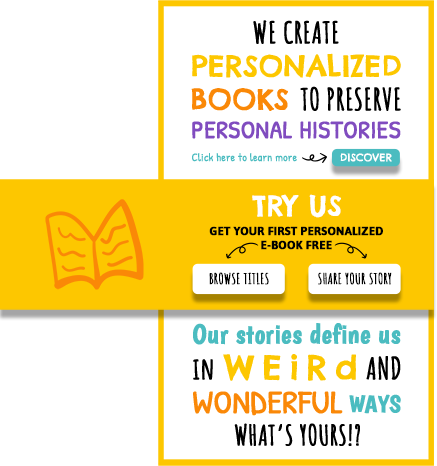 WE CREATE
PERSONALIZED
BOOKS TO PRESERVE
PERSONAL HISTORIES
Click here to learn more DISCOVER
TRY US
GET YOUR FIRST PERSONALIZED
E-BOOK FREE
BROWSE TITLES SHARE YOUR STORY
Our stories define us
IN WEiRd AND
WONDERFUL WAYS
WHAT'S YOURS!?